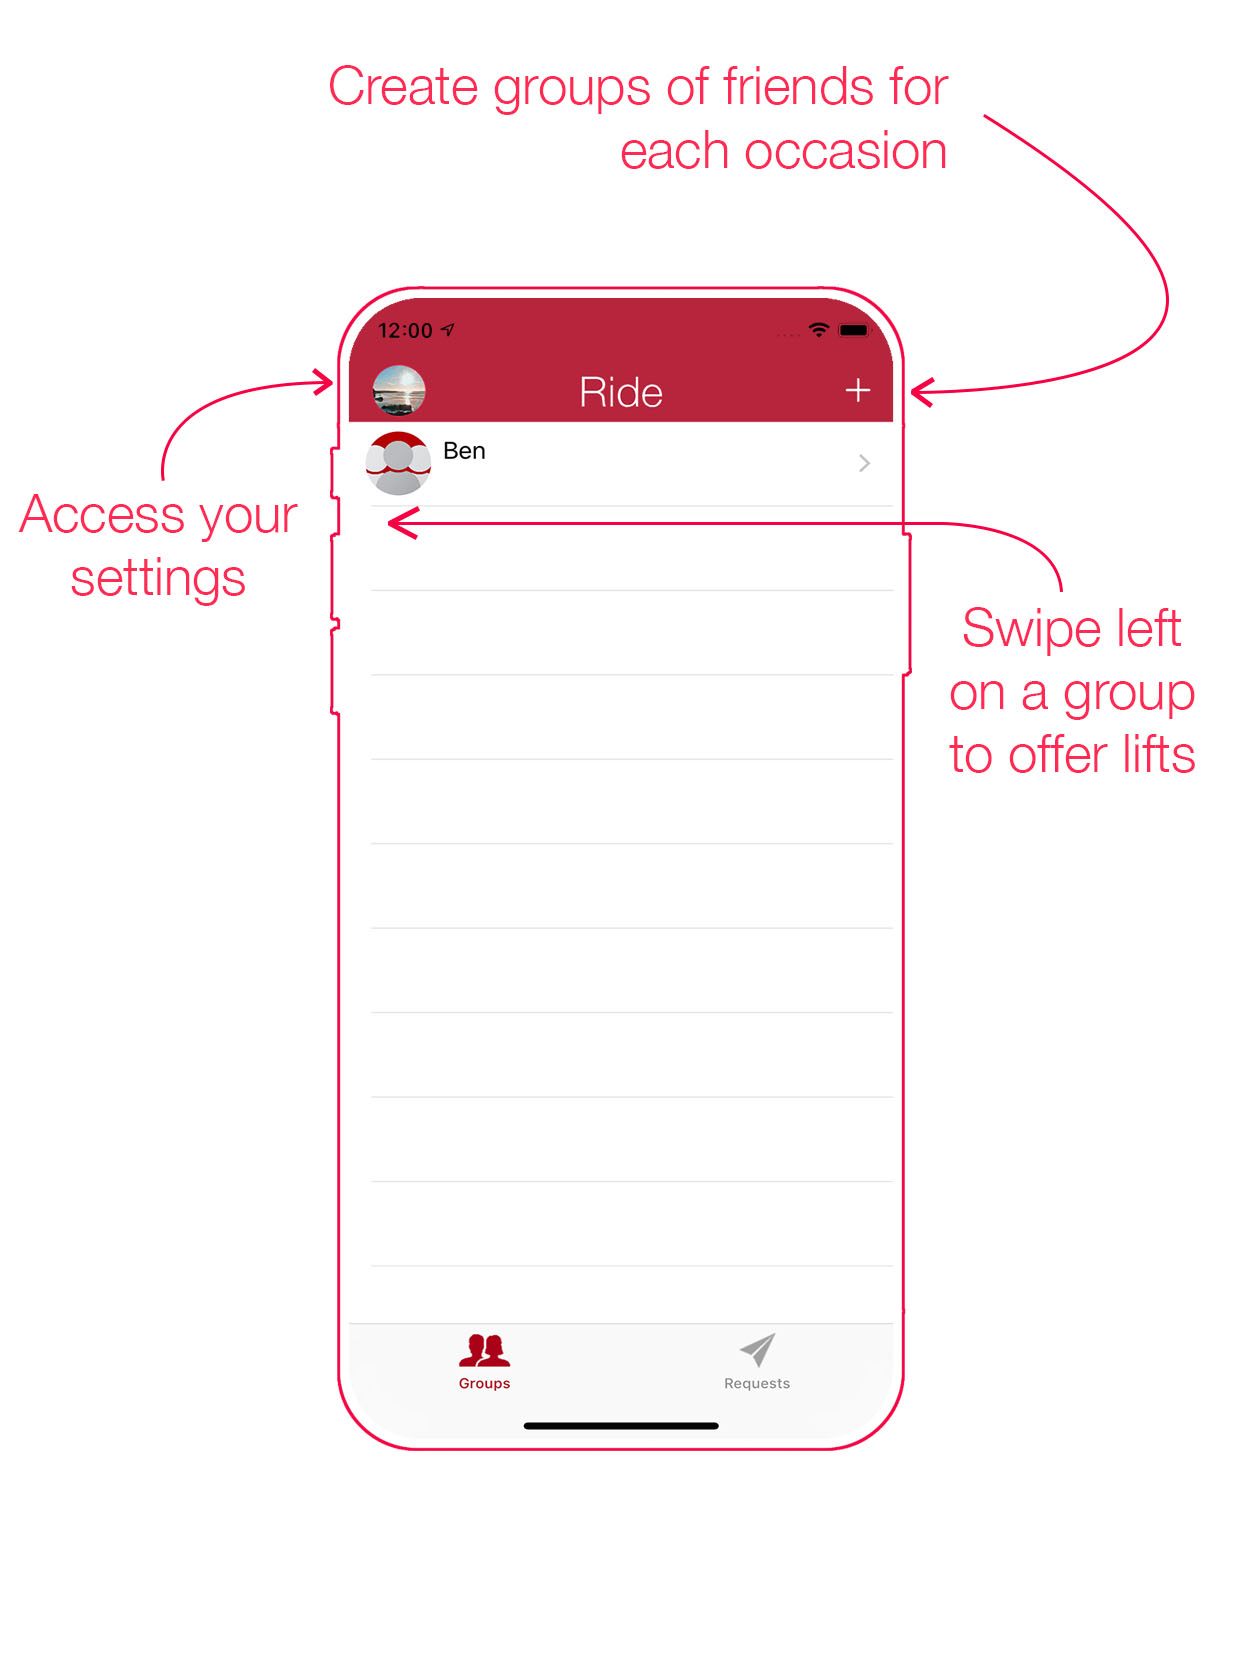 Create groups of friends for
each occasion
12:00
Ride
Ben
Access your
settings
Swipe left
on a group
to offer lifts
Groups
Requests